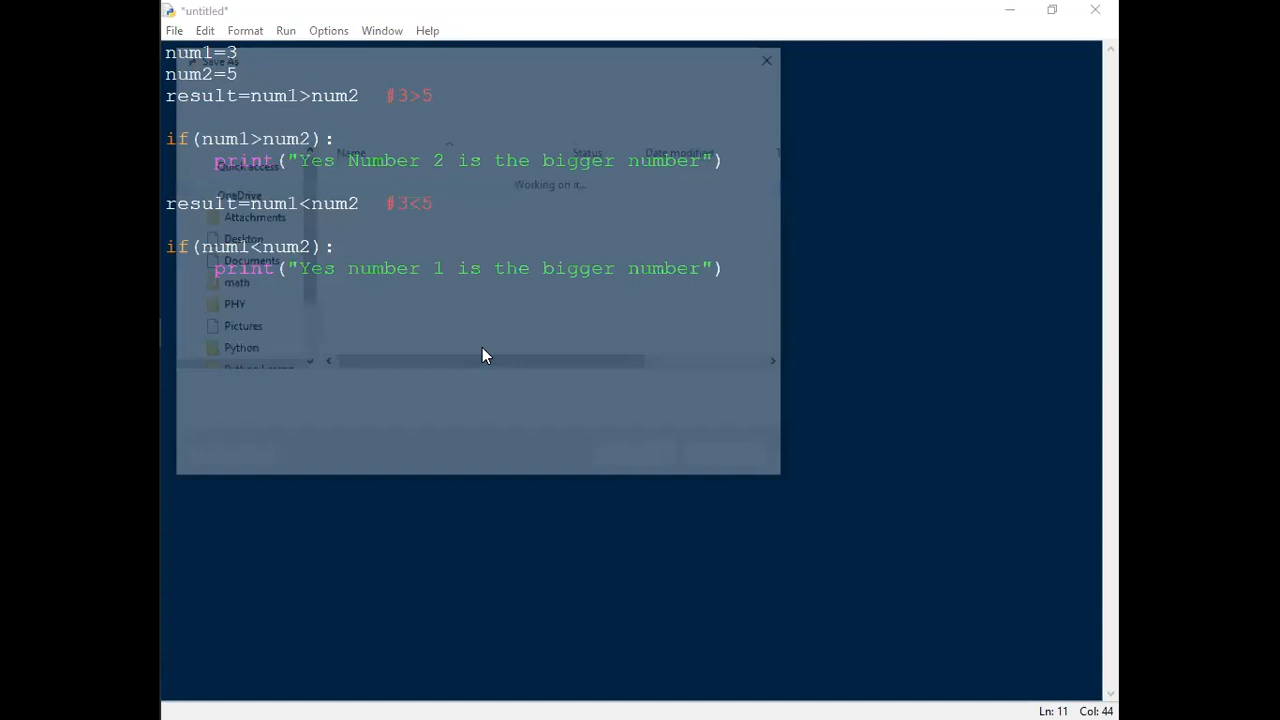 *untitled*
File Edit Format Run Options Window Help
num1=3
Save As
num2=5
result=num1>num2 #3>5
if(num1>num2):
Name Status Date modified
print("Yes Number 2 is the bigger number")
Quick access
Working on it...
OneDrive
result=num1<num2 #3<5
Attachments
Desktop
if(num1<num2):
Documents
print("Yes number 1 is the bigger number")
math
PHY
Pictures
Python
Ln: 11 Col: 44